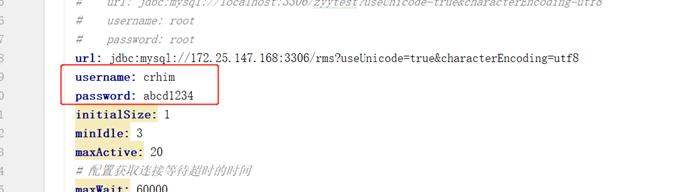 #   url: jdbc:mysql://localhost:3306/zyytest?useUnicode=true&characterEncoding=utf8
#   username: root
#   password: root
url: jdbc:mysql://172.25.147.168:3306/rms?useUnicode=true&characterEncoding=utf8
username: crhim
password: abcd1234
initialSize: 1
minIdle: 3
maxActive: 20
# 配置获取连接等待超时的时间
maxWait: 60000